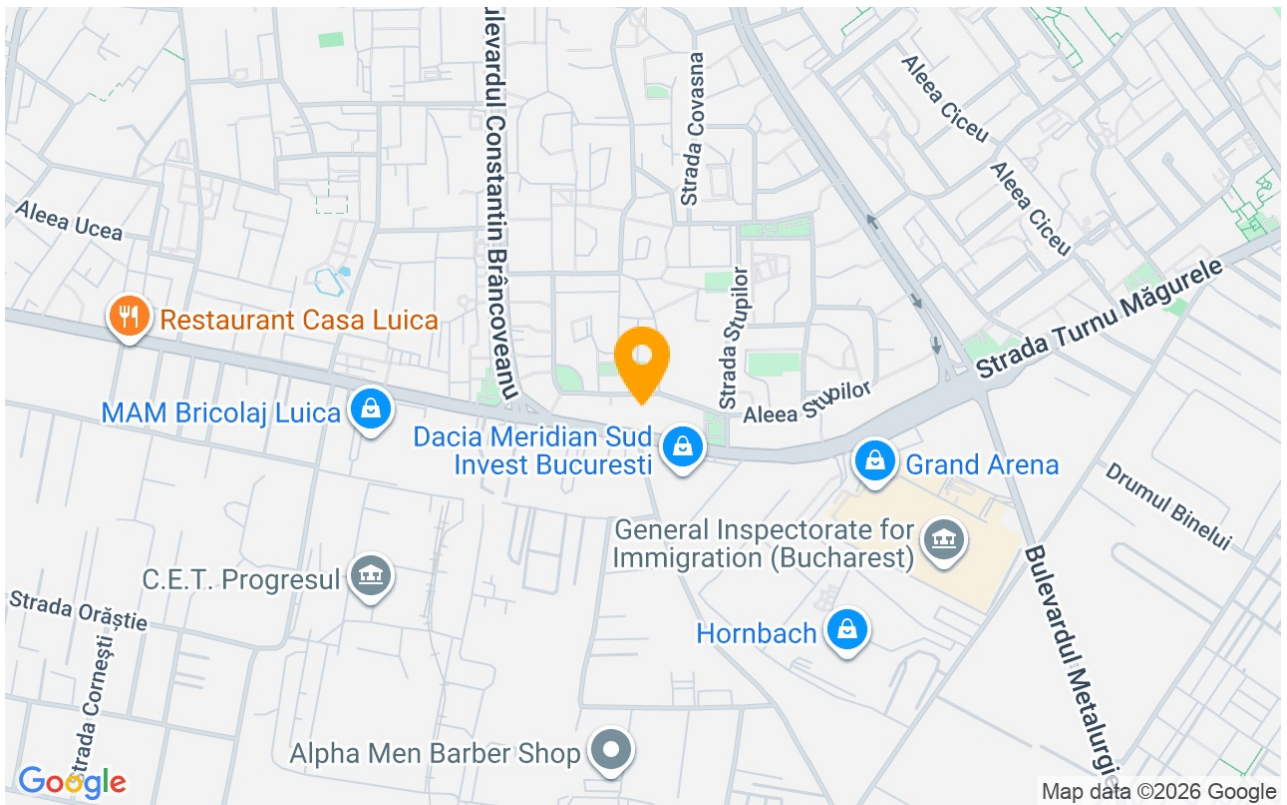 Bulevardul Constantin Brâncoveanu
Strada Covasna
Aleea Ciceu
Aleea Ciceu
Aleea Ucea
Strada Turnu Măgurele
Restaurant Casa Luica
Strada Stupilor
Aleea Stupilor
MAM Bricolaj Luica
Dacia Meridian Sud
Invest Bucuresti
Grand Arena
Drumul Binelui
General Inspectorate for
Immigration (Bucharest)
C.E.T. Progresul
Strada Orăștie
Hornbach
Strada Cornești
Bulevardul Metalurgie
Alpha Men Barber Shop
Google
Map data ©2026 Google